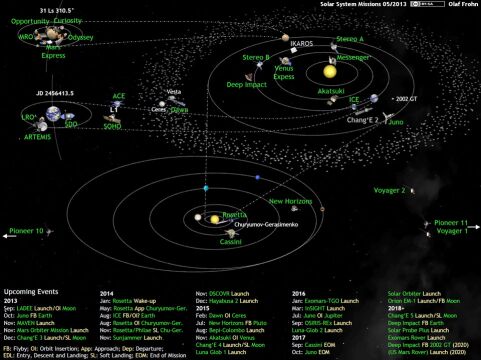 Solar System Missions 05/2013
Olaf Frohn
31 Ls 310.5°
Opportunity
Curiosity
MRO
Odyssey
Mars
Express
IKAROS
Stereo A
Stereo B
Messenger
Venus
Expess
Deep Impact
Akatsuki
JD 2456413.5
ACE
L1
Vesta
Ceres
Dawn
ICE
2002 GT
Chang'E 2
Juno
LRO
SDO
SOHO
ARTEMIS
New Horizons
Voyager 2
Rosetta
Churyumov-Gerasimenko
Cassini
Pioneer 10
Pioneer 11
Voyager 1
Upcoming Events
2013
Sep: LADEE Launch/OI Moon
Oct: Juno FB Earth
Nov: MAVEN Launch
Nov: Mars Orbiter Mission Launch
Dec: Chang'E 3 Launch/SL Moon
2014
Jan: Rosetta Wake-up
May: Rosetta App Churyumov-Ger.
Aug: ICE FB/OI? Earth
Aug: Rosetta OI Churyumov-Ger.
Nov: Rosetta/Philae SL Chu-Ger.
Nov: Sunjammer Launch
Nov: DSCOVR Launch
Dec: Hayabusa 2 Launch
2015
Feb: Dawn OI Ceres
Jul: New Horizons FB Pluto
Aug: Bepi-Colombo Launch
Nov: Akatsuki OI Venus
Chang'E 4 Launch/SL Moon
Luna Glob 1 Launch
2016
Jan: Exomars-TGO Launch
Mar: InSIGHT Launch
Jul: Juno OI Jupiter
Sep: OSIRIS-REx Launch
Luna-Glob 2 Launch
2017
Sep: Cassini EOM
Oct: Juno EOM
Solar Orbiter Launch
Orion EM-1 Launch/FB Moon
2018+
Chang'E 5 Launch/SL Moon
Deep Impact FB Earth
Solar Probe Plus Launch
Exomars Rover Launch
Deep Impact FB 2002 GT (2020)
(US Mars Rover) Launch (2020)
FB: Flyby; OI: Orbit Insertion; App: Approach; Dep: Departure;
EDL: Entry, Descent and Landing; SL: Soft Landing; EOM: End of Mission